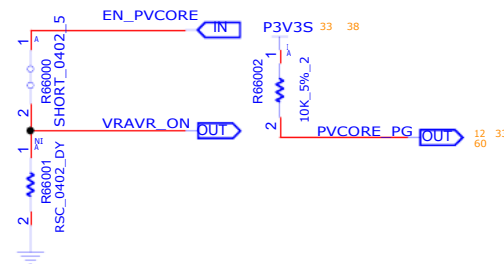 EN_PVCORE
IN
1
A
R66000
SHORT_0402_5
2
VRAVR_ON
OUT
NI
1
A
R66001
RSC_0402_DY
2
P3V3S 33 38
1
1
A
R66002
10K_5%_2
2
PVCORE_PG
OUT
12
60